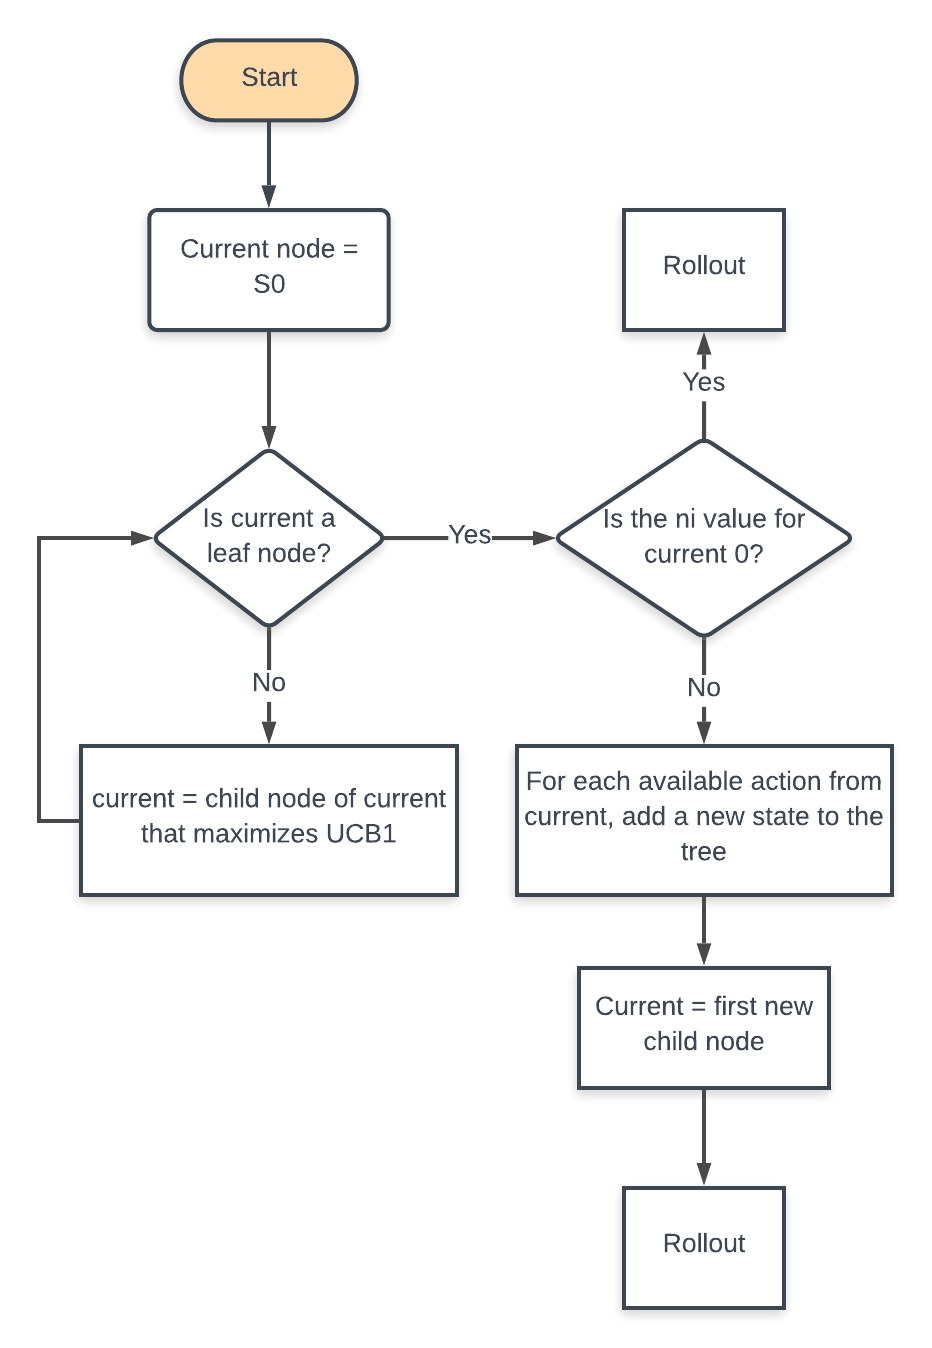 Start
Current node =
S0
Is current a
leaf node?
Yes
No
current = child node of current
that maximizes UCB1
Rollout
Yes
Is the ni value for
current 0?
No
For each available action from
current, add a new state to the
tree
Current = first new
child node
Rollout